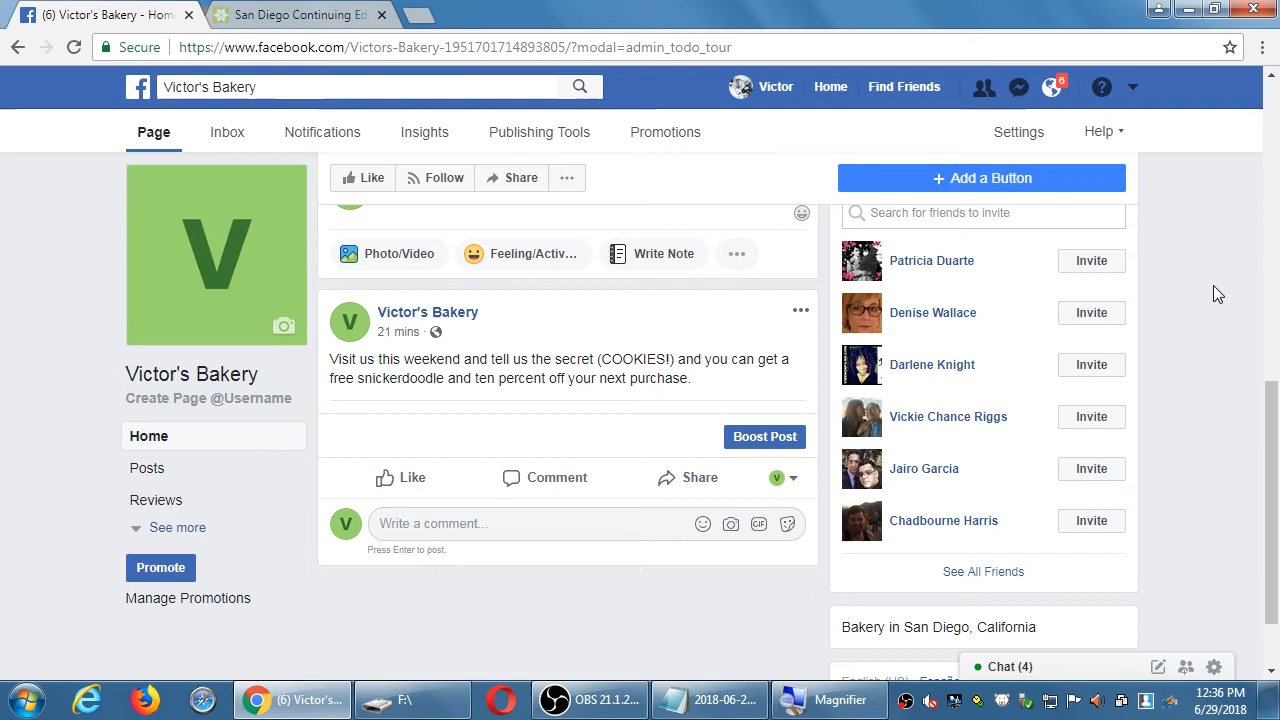 (6) Victor's Bakery - Hom
San Diego Continuing Ed
Secure
https://www.facebook.com/Victors-Bakery-1951701714893805/?modal=admin_todo_tour
Victor's Bakery
Victor
Home
Find Friends
6
Page
Inbox
Notifications
Insights
Publishing Tools
Promotions
Settings
Help
V
Victor's Bakery
Create Page @Username
Home
Posts
Reviews
See more
Promote
Manage Promotions
Like
Follow
Share
+ Add a Button
Photo/Video
Feeling/Activ...
Write Note
V
Victor's Bakery
21 mins ·
Visit us this weekend and tell us the secret (COOKIES!) and you can get a
free snickerdoodle and ten percent off your next purchase.
Boost Post
Like
Comment
Share
V
V
Write a comment...
GIF
Press Enter to post.
Search for friends to invite
Patricia Duarte
Invite
Denise Wallace
Invite
Darlene Knight
Invite
Vickie Chance Riggs
Invite
Jairo Garcia
Invite
Chadbourne Harris
Invite
See All Friends
Bakery in San Diego, California
Chat (4)
(6) Victor's...
F:\
OBS 21.1.2...
2018-06-2...
Magnifier
12:36 PM
6/29/2018